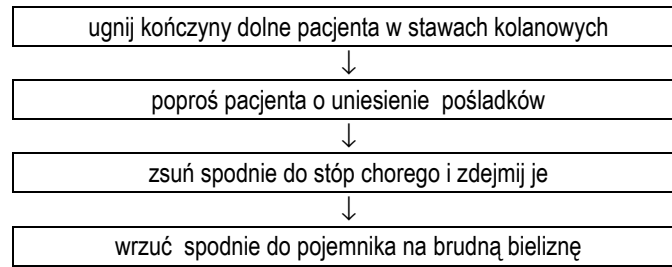 ugnij kończyny dolne pacjenta w stawach kolanowych
↓
poproś pacjenta o uniesienie pośladków
↓
zsuń spodnie do stóp chorego i zdejmij je
↓
wrzuć spodnie do pojemnika na brudną bieliznę